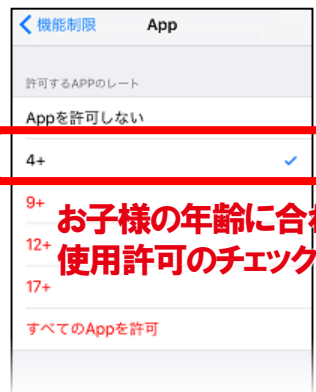 機能制限 App
許可するAPPのレート
Appを許可しない
4+
9+
お子様の年齢に合
12+
使用許可のチェック
17+
すべてのAppを許可